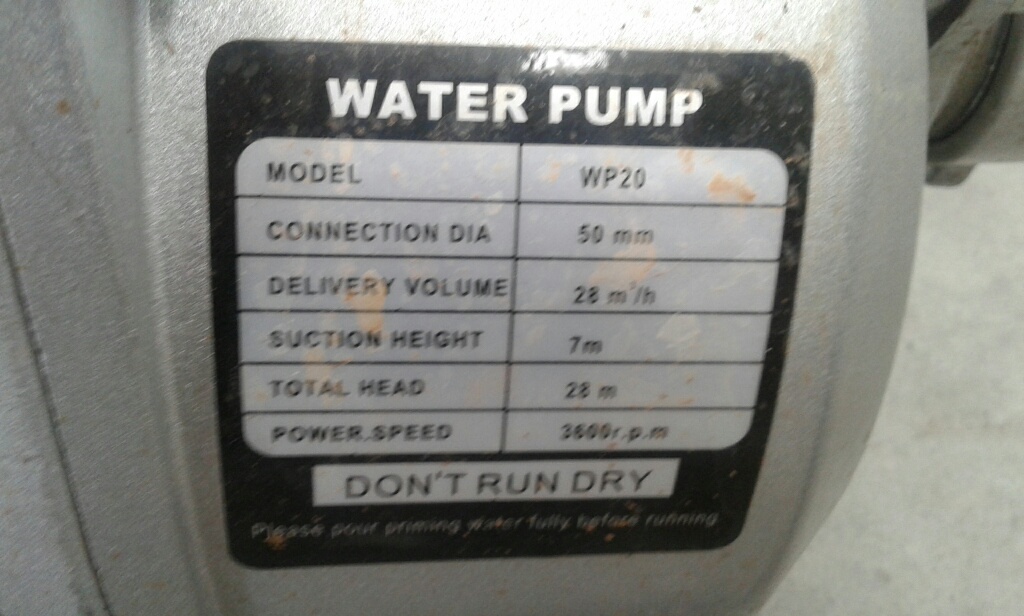 WATER PUMP
MODEL WP20
CONNECTION DIA 50 mm
DELIVERY VOLUME 28 m³/h
SUCTION HEIGHT 7m
TOTAL HEAD 28 m
POWER.SPEED 3600r.p.m
DON'T RUN DRY
Please pour priming water fully before running